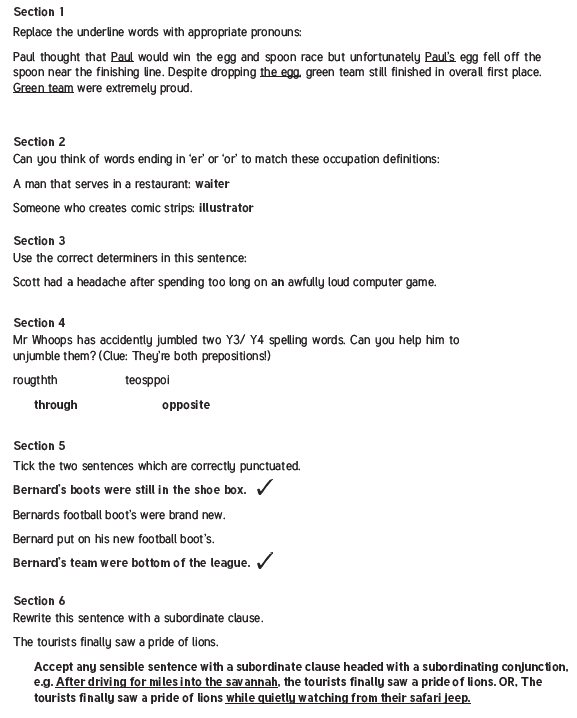 Section 1
Replace the underline words with appropriate pronouns:
Paul thought that Paul would win the egg and spoon race but unfortunately Paul's egg fell off the
spoon near the finishing line. Despite dropping the egg, green team still finished in overall first place.
Green team were extremely proud.
Section 2
Can you think of words ending in 'er' or 'or' to match these occupation definitions:
A man that serves in a restaurant: waiter
Someone who creates comic strips: illustrator
Section 3
Use the correct determiners in this sentence:
Scott had a headache after spending too long on an awfully loud computer game.
Section 4
Mr Whoops has accidently jumbled two Y3/ Y4 spelling words. Can you help him to
unjumble them? (Clue: They're both prepositions!)
rougthth teosppoi
through opposite
Section 5
Tick the two sentences which are correctly punctuated.
Bernard's boots were still in the shoe box. ✓
Bernards football boot's were brand new.
Bernard put on his new football boot's.
Bernard's team were bottom of the league. ✓
Section 6
Rewrite this sentence with a subordinate clause.
The tourists finally saw a pride of lions.
Accept any sensible sentence with a subordinate clause headed with a subordinating conjunction,
e.g. After driving for miles into the savannah, the tourists finally saw a pride of lions. OR, The
tourists finally saw a pride of lions while quietly watching from their safari jeep.